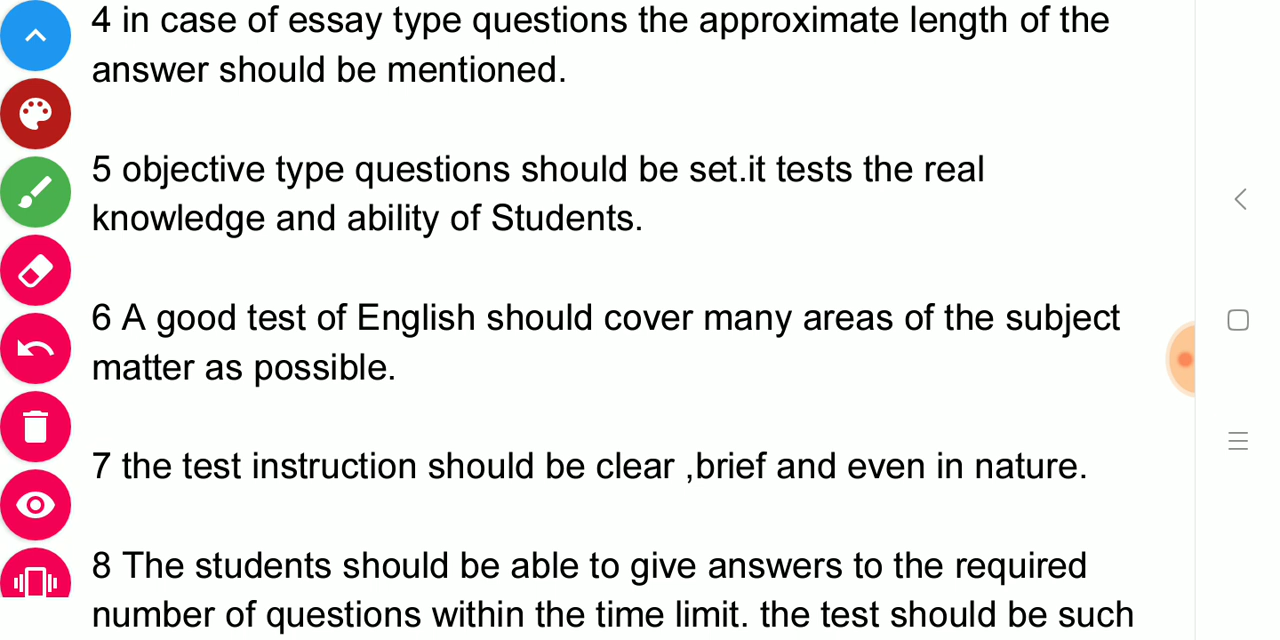 4 in case of essay type questions the approximate length of the
answer should be mentioned.
5 objective type questions should be set.it tests the real
knowledge and ability of Students.
6 A good test of English should cover many areas of the subject
matter as possible.
7 the test instruction should be clear ,brief and even in nature.
8 The students should be able to give answers to the required
number of questions within the time limit. the test should be such